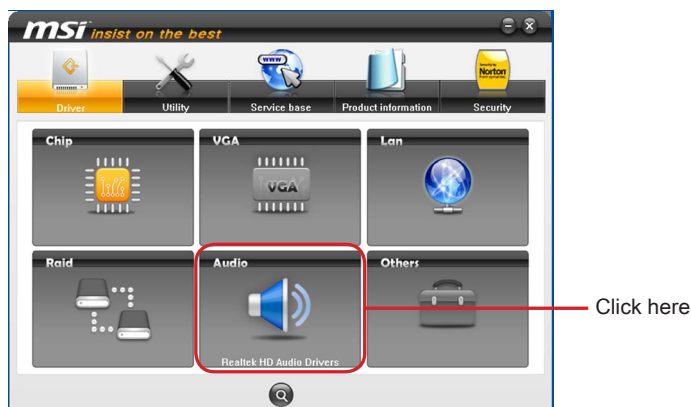 msi insist on the best
www
Norton
Driver Utility Service base Product information Security
Chip VGA Lan
VGA
Raid Audio Others
Realtek HD Audio Drivers
Click here